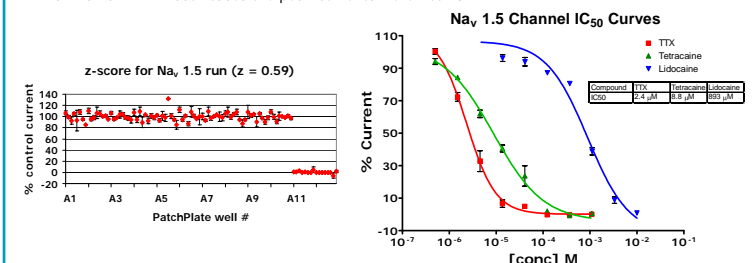 z-score for Naᵥ 1.5 run (z = 0.59)
% control current
140
120
100
80
60
40
20
0
-20
A1 A3 A5 A7 A9 A11
PatchPlate well #
Naᵥ 1.5 Channel IC₅₀ Curves
% Current
110
90
70
50
30
10
-10
TTX
Tetracaine
Lidocaine
Compound TTX Tetracaine Lidocaine
IC50 2.4 μM 8.8 μM 893 μM
10⁻⁷ 10⁻⁶ 10⁻⁵ 10⁻⁴ 10⁻³ 10⁻² 10⁻¹
[conc] M